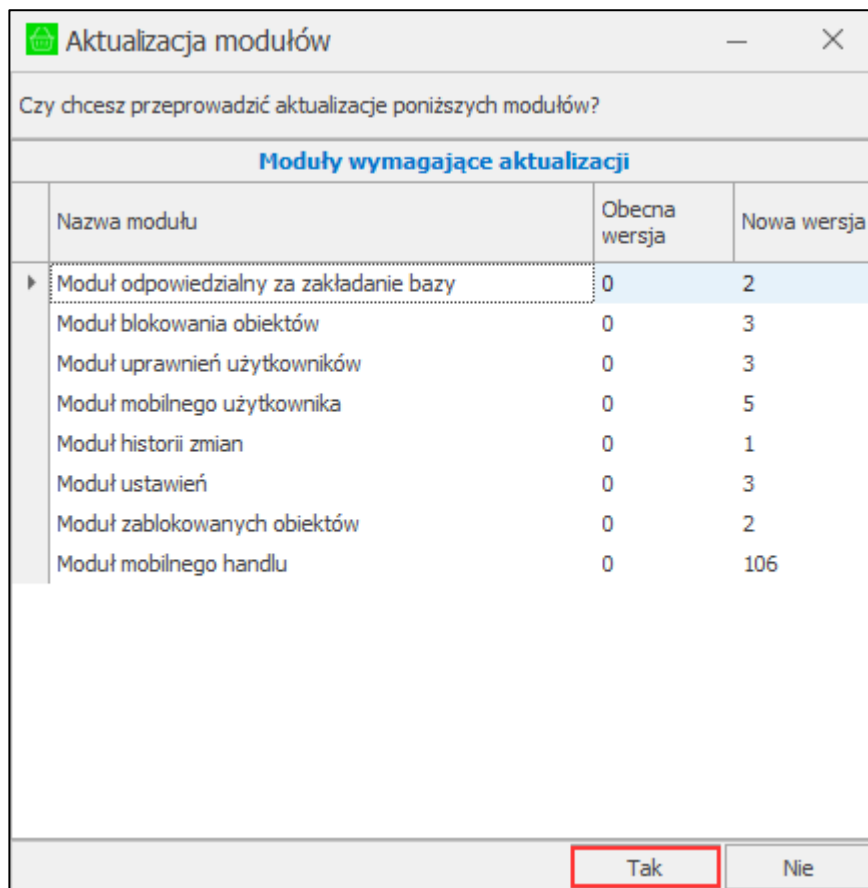 Aktualizacja modułów
Czy chcesz przeprowadzić aktualizacje poniższych modułów?
Moduły wymagające aktualizacji
Nazwa modułu Obecna wersja Nowa wersja
Moduł odpowiedzialny za zakładanie bazy 0 2
Moduł blokowania obiektów 0 3
Moduł uprawnień użytkowników 0 3
Moduł mobilnego użytkownika 0 5
Moduł historii zmian 0 1
Moduł ustawień 0 3
Moduł zablokowanych obiektów 0 2
Moduł mobilnego handlu 0 106
Tak Nie